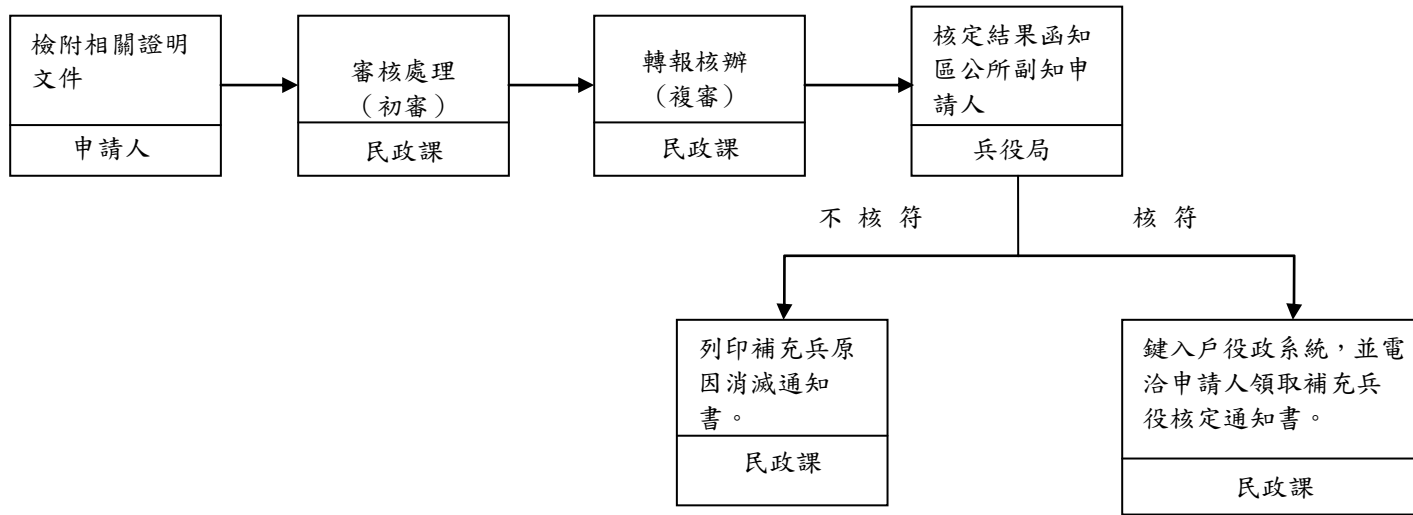 檢附相關證明
文件
申請人
審核處理
（初審）
民政課
轉報核辦
（複審）
民政課
核定結果函知
區公所副知申
請人
兵役局
不 核 符
核 符
列印補充兵原
因消滅通知
書。
民政課
鍵入戶役政系統，並電
洽申請人領取補充兵
役核定通知書。
民政課